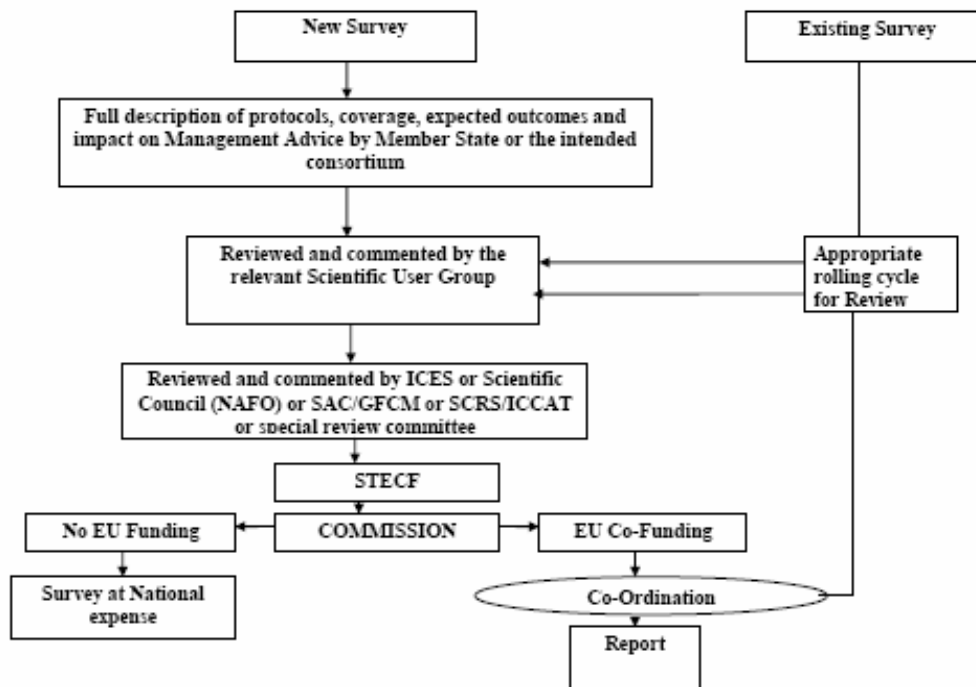 New Survey
Existing Survey
Full description of protocols, coverage, expected outcomes and
impact on Management Advice by Member State or the intended
consortium
Reviewed and commented by the
relevant Scientific User Group
Appropriate
rolling cycle
for Review
Reviewed and commented by ICES or Scientific
Council (NAFO) or SAC/GFCM or SCRS/ICCAT
or special review committee
STECF
No EU Funding
COMMISSION
EU Co-Funding
Survey at National
expense
Co-Ordination
Report